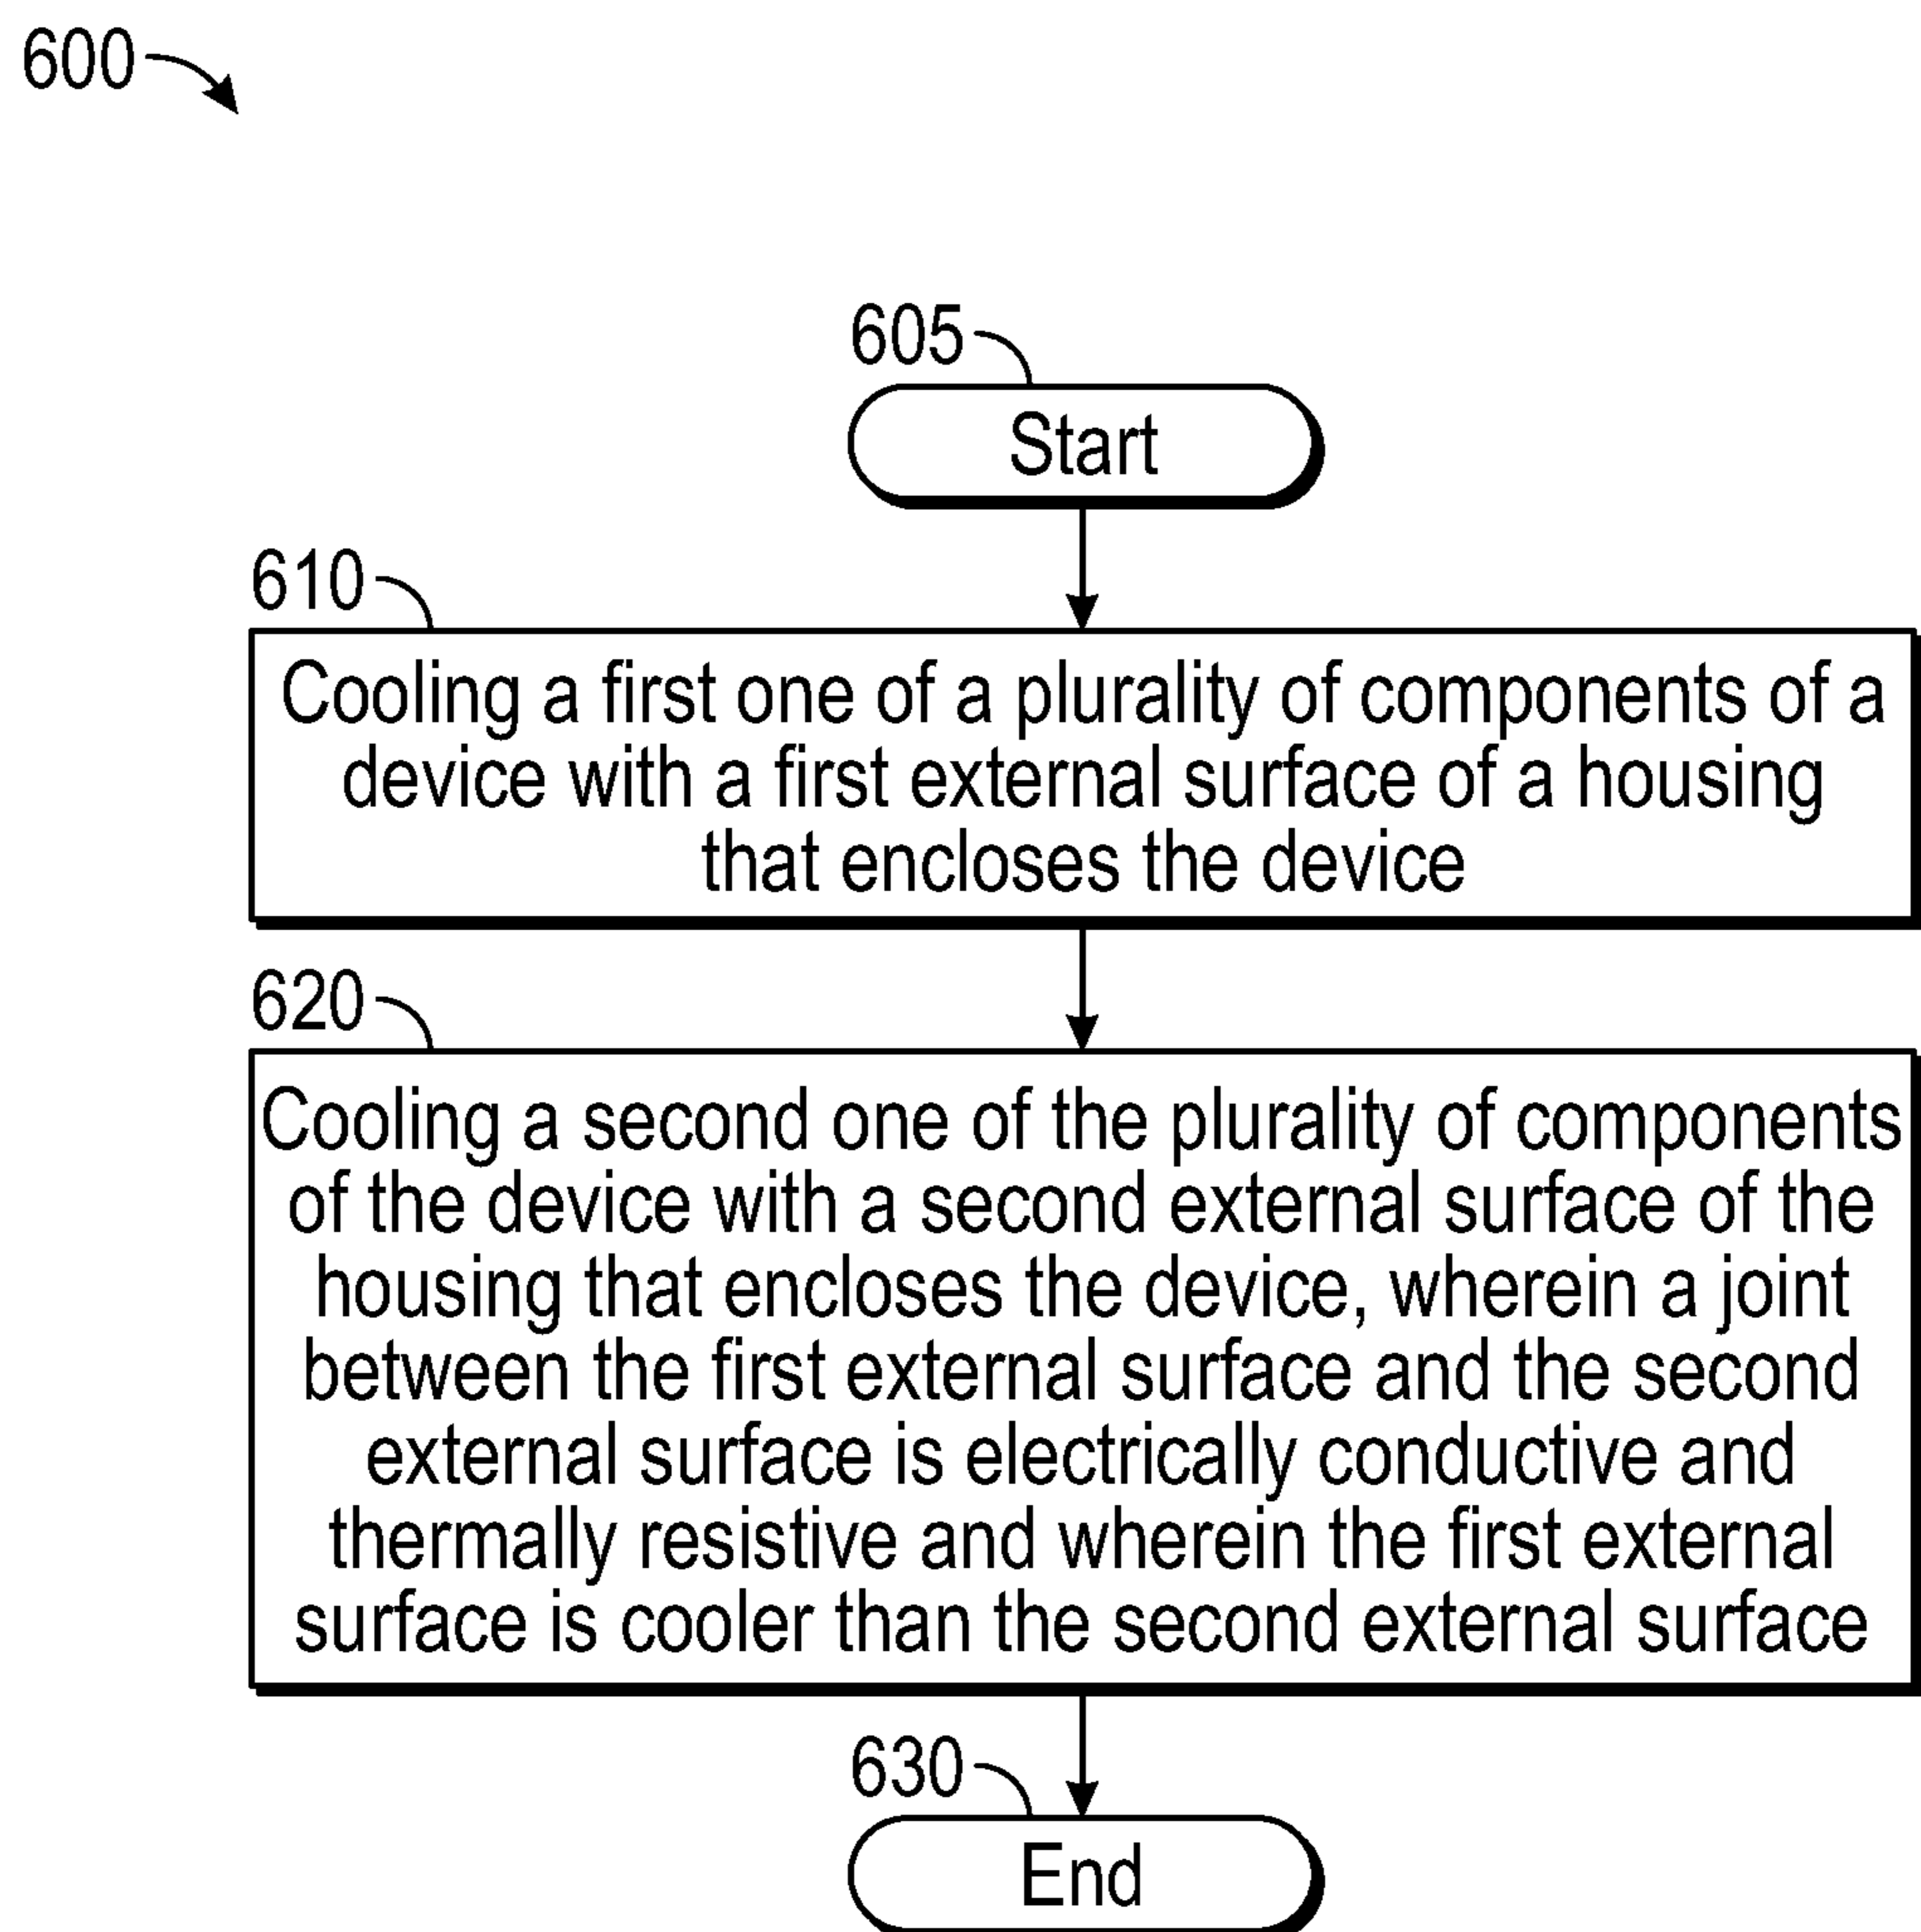 600
605
Start
610
Cooling a first one of a plurality of components of a
device with a first external surface of a housing
that encloses the device
620
Cooling a second one of the plurality of components
of the device with a second external surface of the
housing that encloses the device, wherein a joint
between the first external surface and the second
external surface is electrically conductive and
thermally resistive and wherein the first external
surface is cooler than the second external surface
630
End